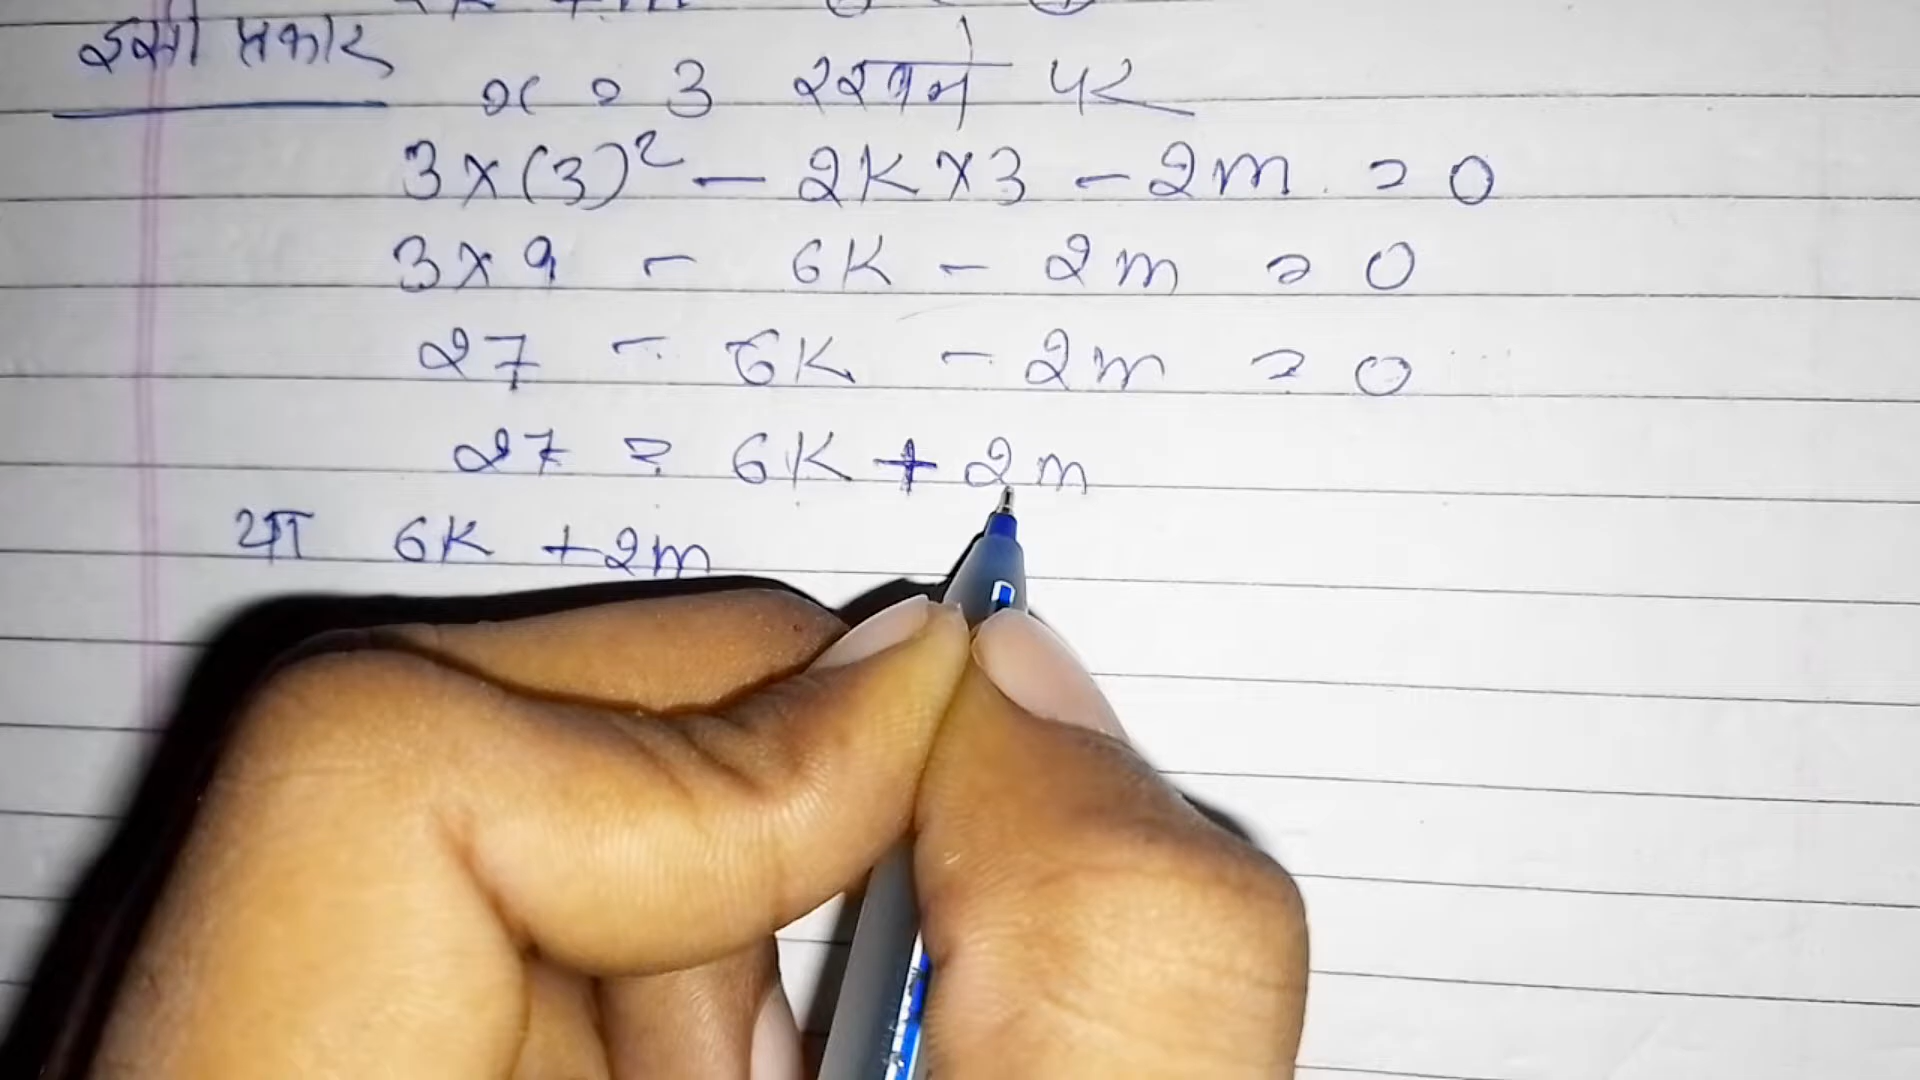 इसी प्रकार
x = 3 रखने पर
3×(3)² – 2K×3 – 2m = 0
3×9 – 6K – 2m = 0
27 – 6K – 2m = 0
27 = 6K + 2m
या 6K + 2m